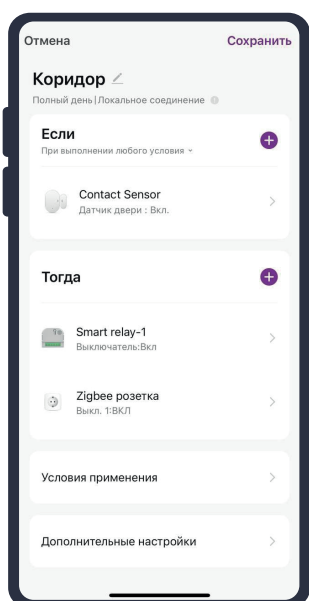 Отмена Сохранить
Коридор
Полный день|Локальное соединение
Если
При выполнении любого условия
Contact Sensor
Датчик двери : Вкл.
Тогда
Smart relay-1
Выключатель:Вкл
Zigbee розетка
Выкл. 1:ВКЛ
Условия применения
Дополнительные настройки